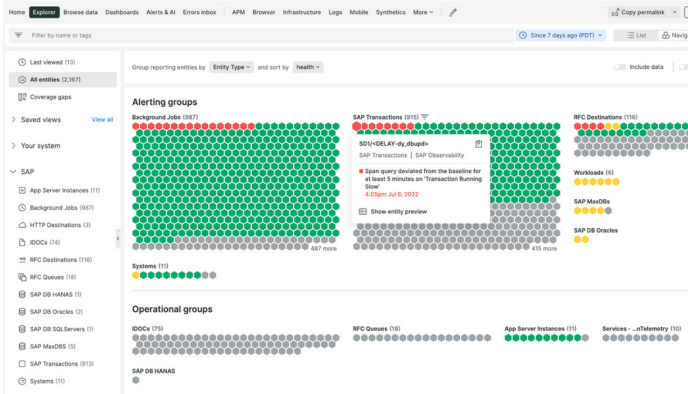 Home Explorer Browse data Dashboards Alerts & AI Errors inbox APM Browser Infrastructure Logs Mobile Synthetics More Copy permalink
Filter by name or tags Since 7 days ago (PDT) List Navig
Last viewed (13)
All entities (2,167)
Coverage gaps
Saved views View all
Your system
SAP
App Server Instances (11)
Background Jobs (987)
HTTP Destinations (3)
IDOCs (74)
RFC Destinations (116)
RFC Queues (18)
SAP DB HANAS (1)
SAP DB Oracles (2)
SAP DB SQLServers (1)
SAP MaxDBS (5)
SAP Transactions (913)
Systems (11)
Group reporting entities by Entity Type and sort by health Include data
Alerting groups
Background Jobs (987) SAP Transactions (915) RFC Destinations (118)
SD1/<DELAY-dy_dbupd>
SAP Transactions | SAP Observability
Span query deviated from the baseline for
at least 5 minutes on 'Transaction Running
Slow'
4:05pm Jul 6, 2022
Show entity preview
Workloads (6)
SAP MaxDBs
SAP DB Oracles
487 more 415 more
Systems (11)
Operational groups
IDOCs (75) RFC Queues (18) App Server Instances (11) Services - ...nTelemetry (10)
SAP DB HANAS